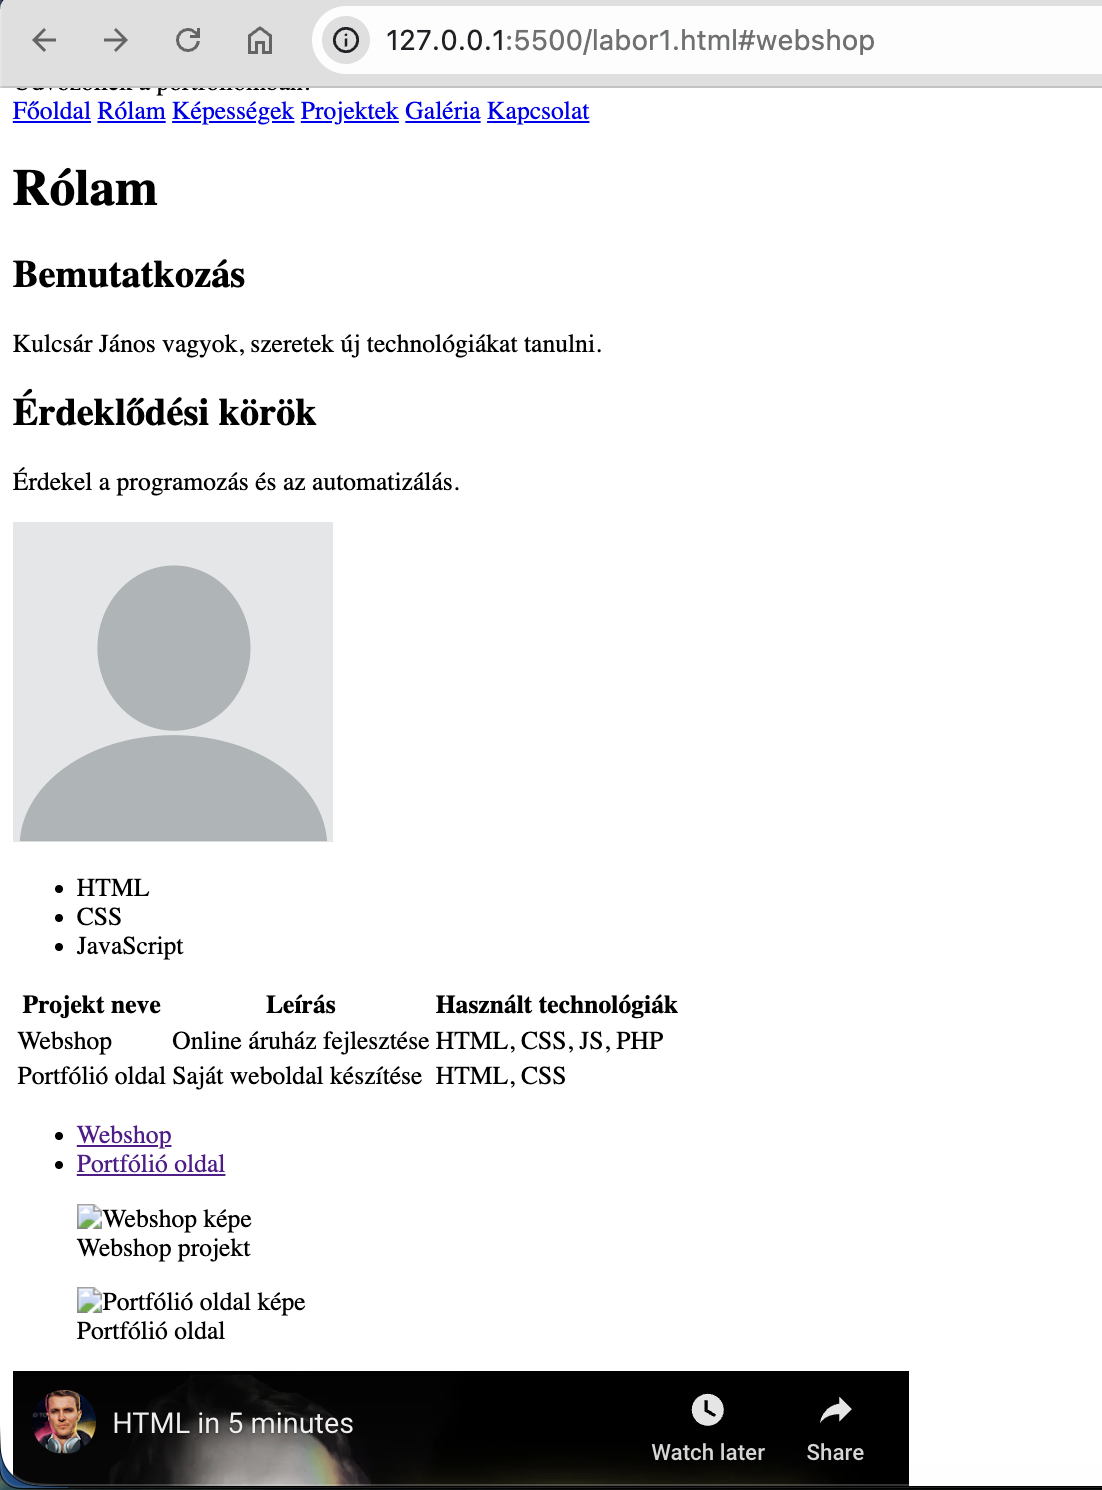 127.0.0.1:5500/labor1.html#webshop
Főoldal Rólam Képességek Projektek Galéria Kapcsolat
Rólam
Bemutatkozás
Kulcsár János vagyok, szeretek új technológiákat tanulni.
Érdeklődési körök
Érdekel a programozás és az automatizálás.
HTML
CSS
JavaScript
Projekt neve Leírás Használt technológiák
Webshop Online áruház fejlesztése HTML, CSS, JS, PHP
Portfólió oldal Saját weboldal készítése HTML, CSS
Webshop
Portfólió oldal
Webshop képe
Webshop projekt
Portfólió oldal képe
Portfólió oldal
HTML in 5 minutes
Watch later Share